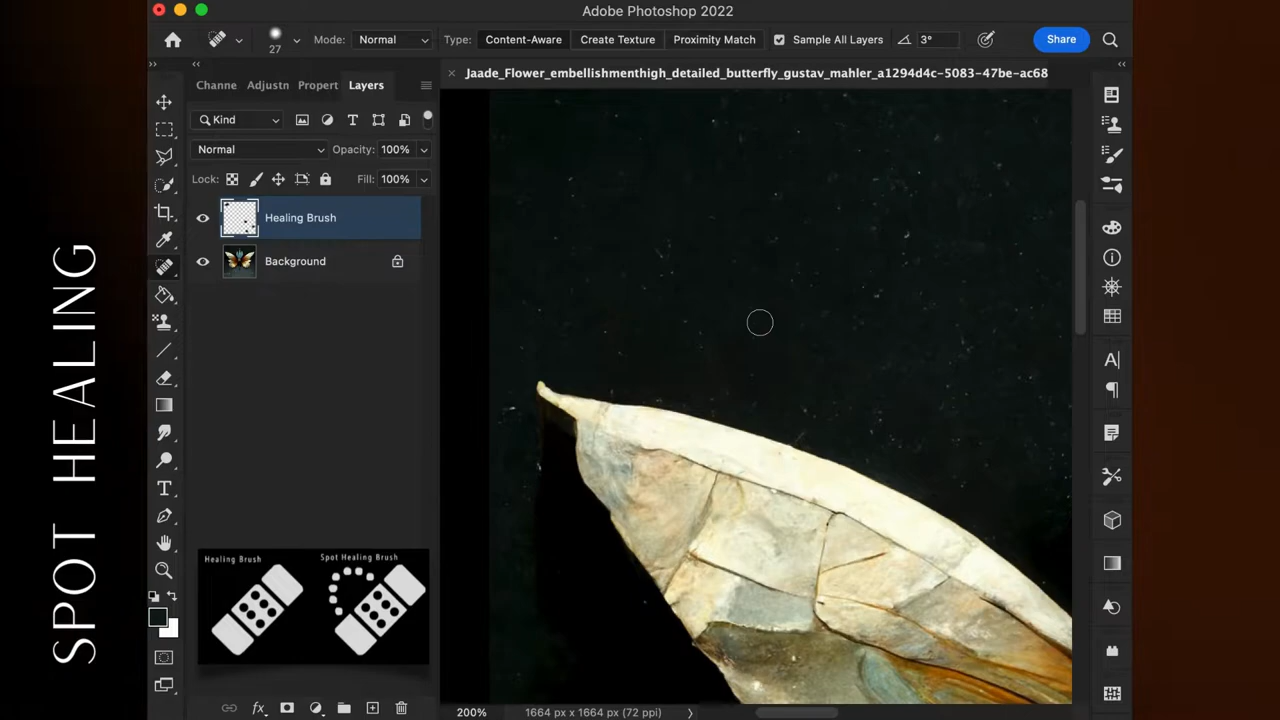 SPOT HEALING
Adobe Photoshop 2022
27
Mode: Normal
Type: Content-Aware Create Texture Proximity Match
Sample All Layers
3°
Share
Jaade_Flower_embellishmenthigh_detailed_butterfly_gustav_mahler_a1294d4c-5083-47be-ac68
Channe Adjustn Propert Layers
Kind
Normal Opacity: 100%
Lock: Fill: 100%
Healing Brush
Background
Healing Brush
Spot Healing Brush
fx
200% 1664 px x 1664 px (72 ppi)